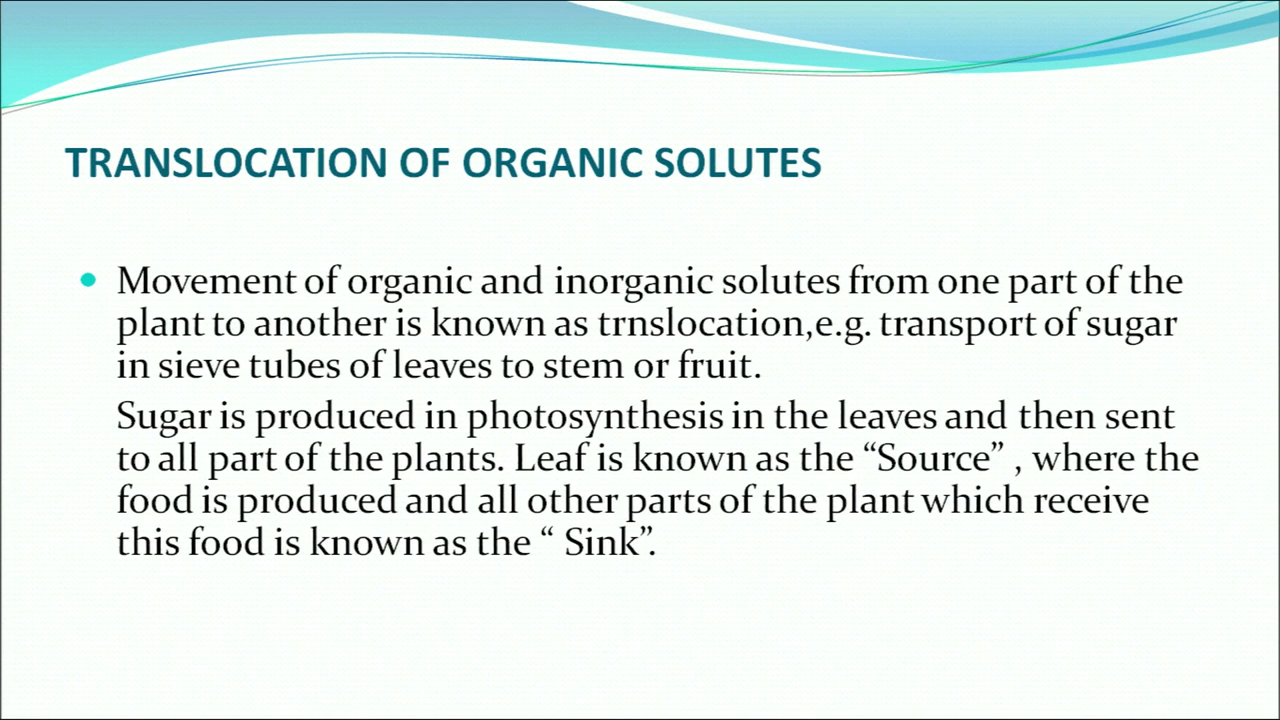 TRANSLOCATION OF ORGANIC SOLUTES
Movement of organic and inorganic solutes from one part of the
plant to another is known as trnslocation,e.g. transport of sugar
in sieve tubes of leaves to stem or fruit.
Sugar is produced in photosynthesis in the leaves and then sent
to all part of the plants. Leaf is known as the “Source” , where the
food is produced and all other parts of the plant which receive
this food is known as the “ Sink”.